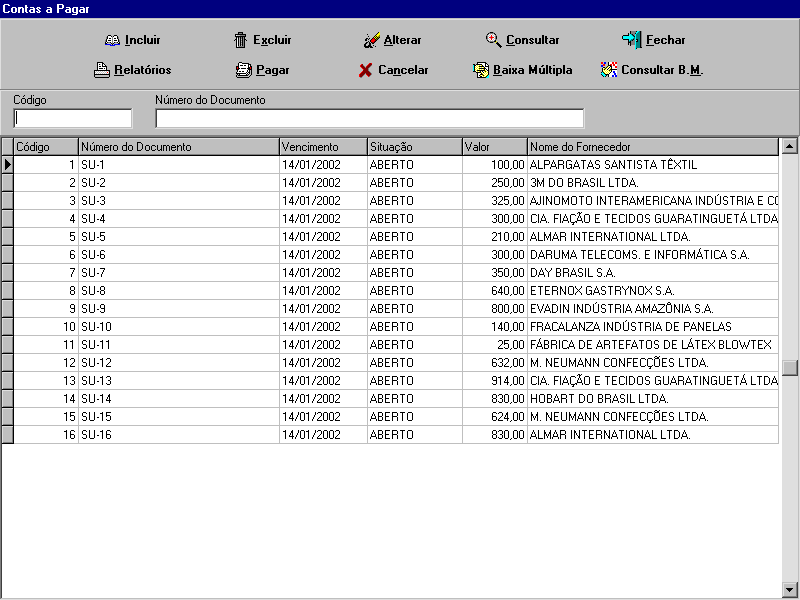 Contas a Pagar
Incluir Excluir Alterar Consultar Fechar
Relatórios Pagar Cancelar Baixa Múltipla Consultar B.M.
Código Número do Documento
Código Número do Documento Vencimento Situação Valor Nome do Fornecedor
1 SU-1 14/01/2002 ABERTO 100,00 ALPARGATAS SANTISTA TÊXTIL
2 SU-2 14/01/2002 ABERTO 250,00 3M DO BRASIL LTDA.
3 SU-3 14/01/2002 ABERTO 325,00 AJINOMOTO INTERAMERICANA INDÚSTRIA E CO
4 SU-4 14/01/2002 ABERTO 300,00 CIA. FIAÇÃO E TECIDOS GUARATINGUETÁ LTDA
5 SU-5 14/01/2002 ABERTO 210,00 ALMAR INTERNATIONAL LTDA.
6 SU-6 14/01/2002 ABERTO 300,00 DARUMA TELECOMS. E INFORMÁTICA S.A.
7 SU-7 14/01/2002 ABERTO 350,00 DAY BRASIL S.A.
8 SU-8 14/01/2002 ABERTO 640,00 ETERNOX GASTRYNOX S.A.
9 SU-9 14/01/2002 ABERTO 800,00 EVADIN INDÚSTRIA AMAZÔNIA S.A.
10 SU-10 14/01/2002 ABERTO 140,00 FRACALANZA INDÚSTRIA DE PANELAS
11 SU-11 14/01/2002 ABERTO 25,00 FÁBRICA DE ARTEFATOS DE LÁTEX BLOWTEX
12 SU-12 14/01/2002 ABERTO 632,00 M. NEUMANN CONFECÇÕES LTDA.
13 SU-13 14/01/2002 ABERTO 914,00 CIA. FIAÇÃO E TECIDOS GUARATINGUETÁ LTDA
14 SU-14 14/01/2002 ABERTO 830,00 HOBART DO BRASIL LTDA.
15 SU-15 14/01/2002 ABERTO 624,00 M. NEUMANN CONFECÇÕES LTDA.
16 SU-16 14/01/2002 ABERTO 830,00 ALMAR INTERNATIONAL LTDA.